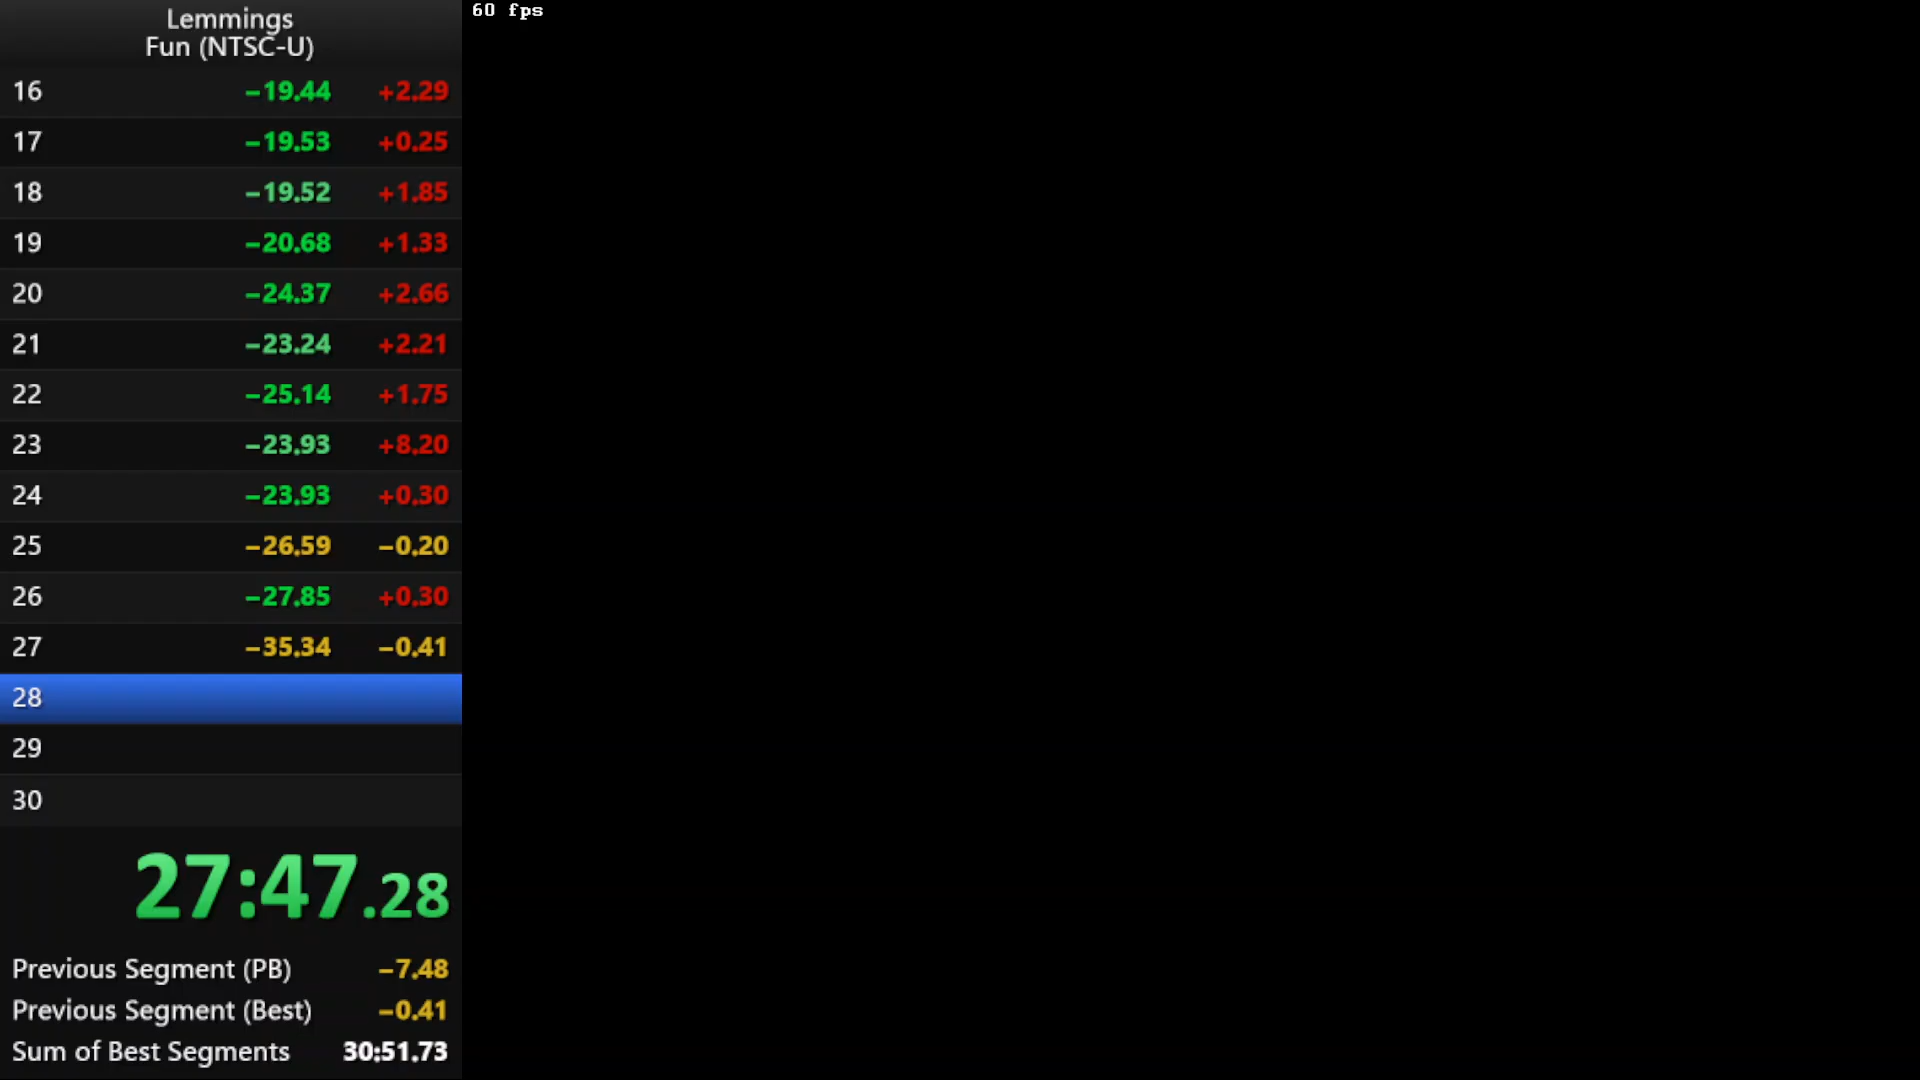 Lemmings
Fun (NTSC-U)
60 fps
16 −19.44 +2.29
17 −19.53 +0.25
18 −19.52 +1.85
19 −20.68 +1.33
20 −24.37 +2.66
21 −23.24 +2.21
22 −25.14 +1.75
23 −23.93 +8.20
24 −23.93 +0.30
25 −26.59 −0.20
26 −27.85 +0.30
27 −35.34 −0.41
28
29
30
27:47.28
Previous Segment (PB) −7.48
Previous Segment (Best) −0.41
Sum of Best Segments 30:51.73